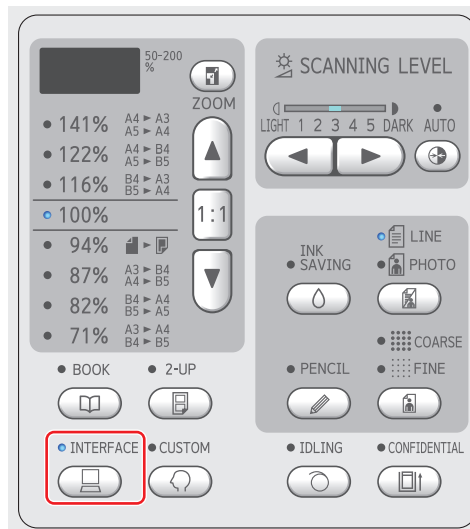 50-200
%
ZOOM
141% A4 ► A3
A5 ► A4
122% A4 ► B4
A5 ► B5
116% B4 ► A3
B5 ► A4
100%
1:1
94%
87% A3 ► B4
A4 ► B5
82% B4 ► A4
B5 ► A5
71% A3 ► A4
B4 ► B5
BOOK
2-UP
INTERFACE
CUSTOM
SCANNING LEVEL
LIGHT 1 2 3 4 5 DARK
AUTO
INK
SAVING
LINE
PHOTO
PENCIL
COARSE
FINE
IDLING
CONFIDENTIAL